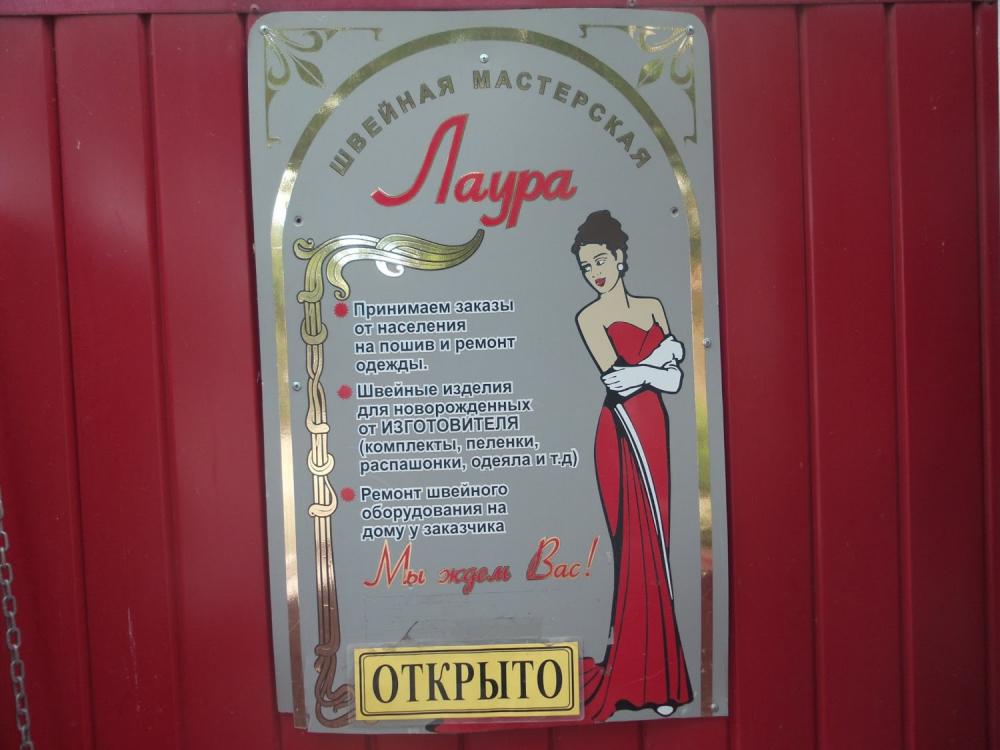 ШВЕЙНАЯ МАСТЕРСКАЯ
Лаура
Принимаем заказы
от населения
на пошив и ремонт
одежды.
Швейные изделия
для новорожденных
от ИЗГОТОВИТЕЛЯ
(комплекты, пеленки,
распашонки, одеяла и т.д)
Ремонт швейного
оборудования на
дому у заказчика
Мы ждем Вас!
ОТКРЫТО